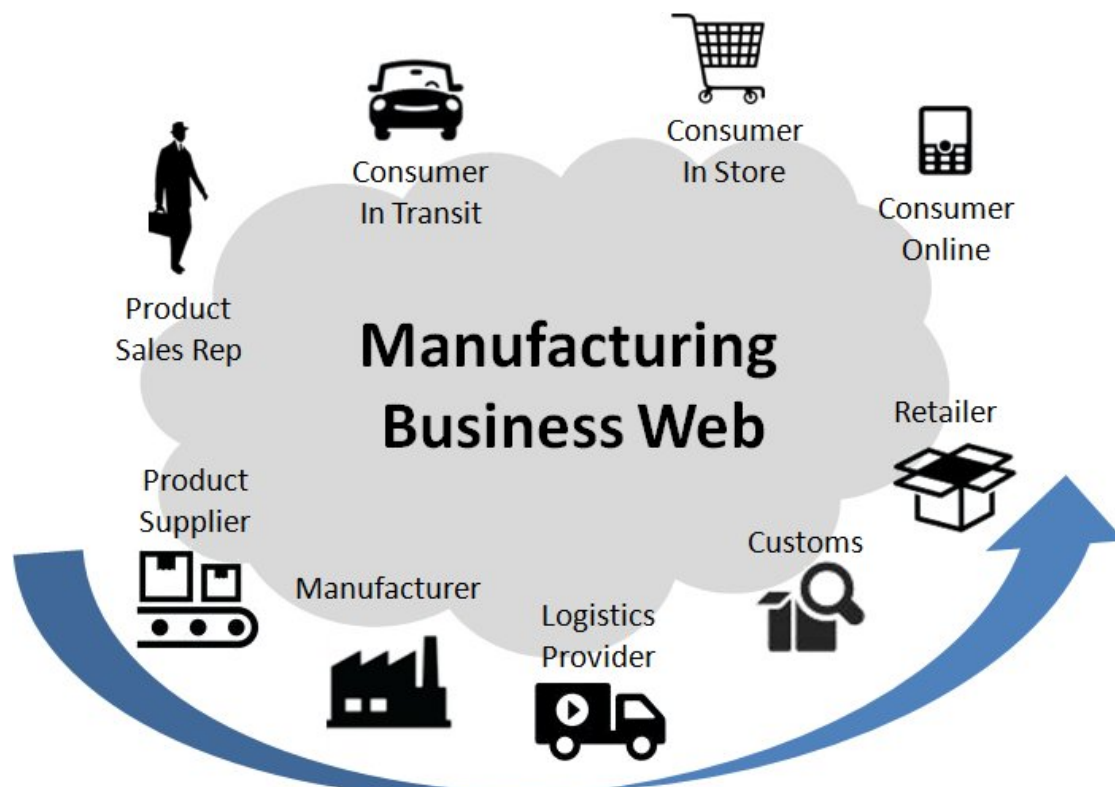 Consumer
In Transit
Consumer
In Store
Consumer
Online
Product
Sales Rep
Manufacturing
Business Web
Retailer
Product
Supplier
Manufacturer
Logistics
Provider
Customs